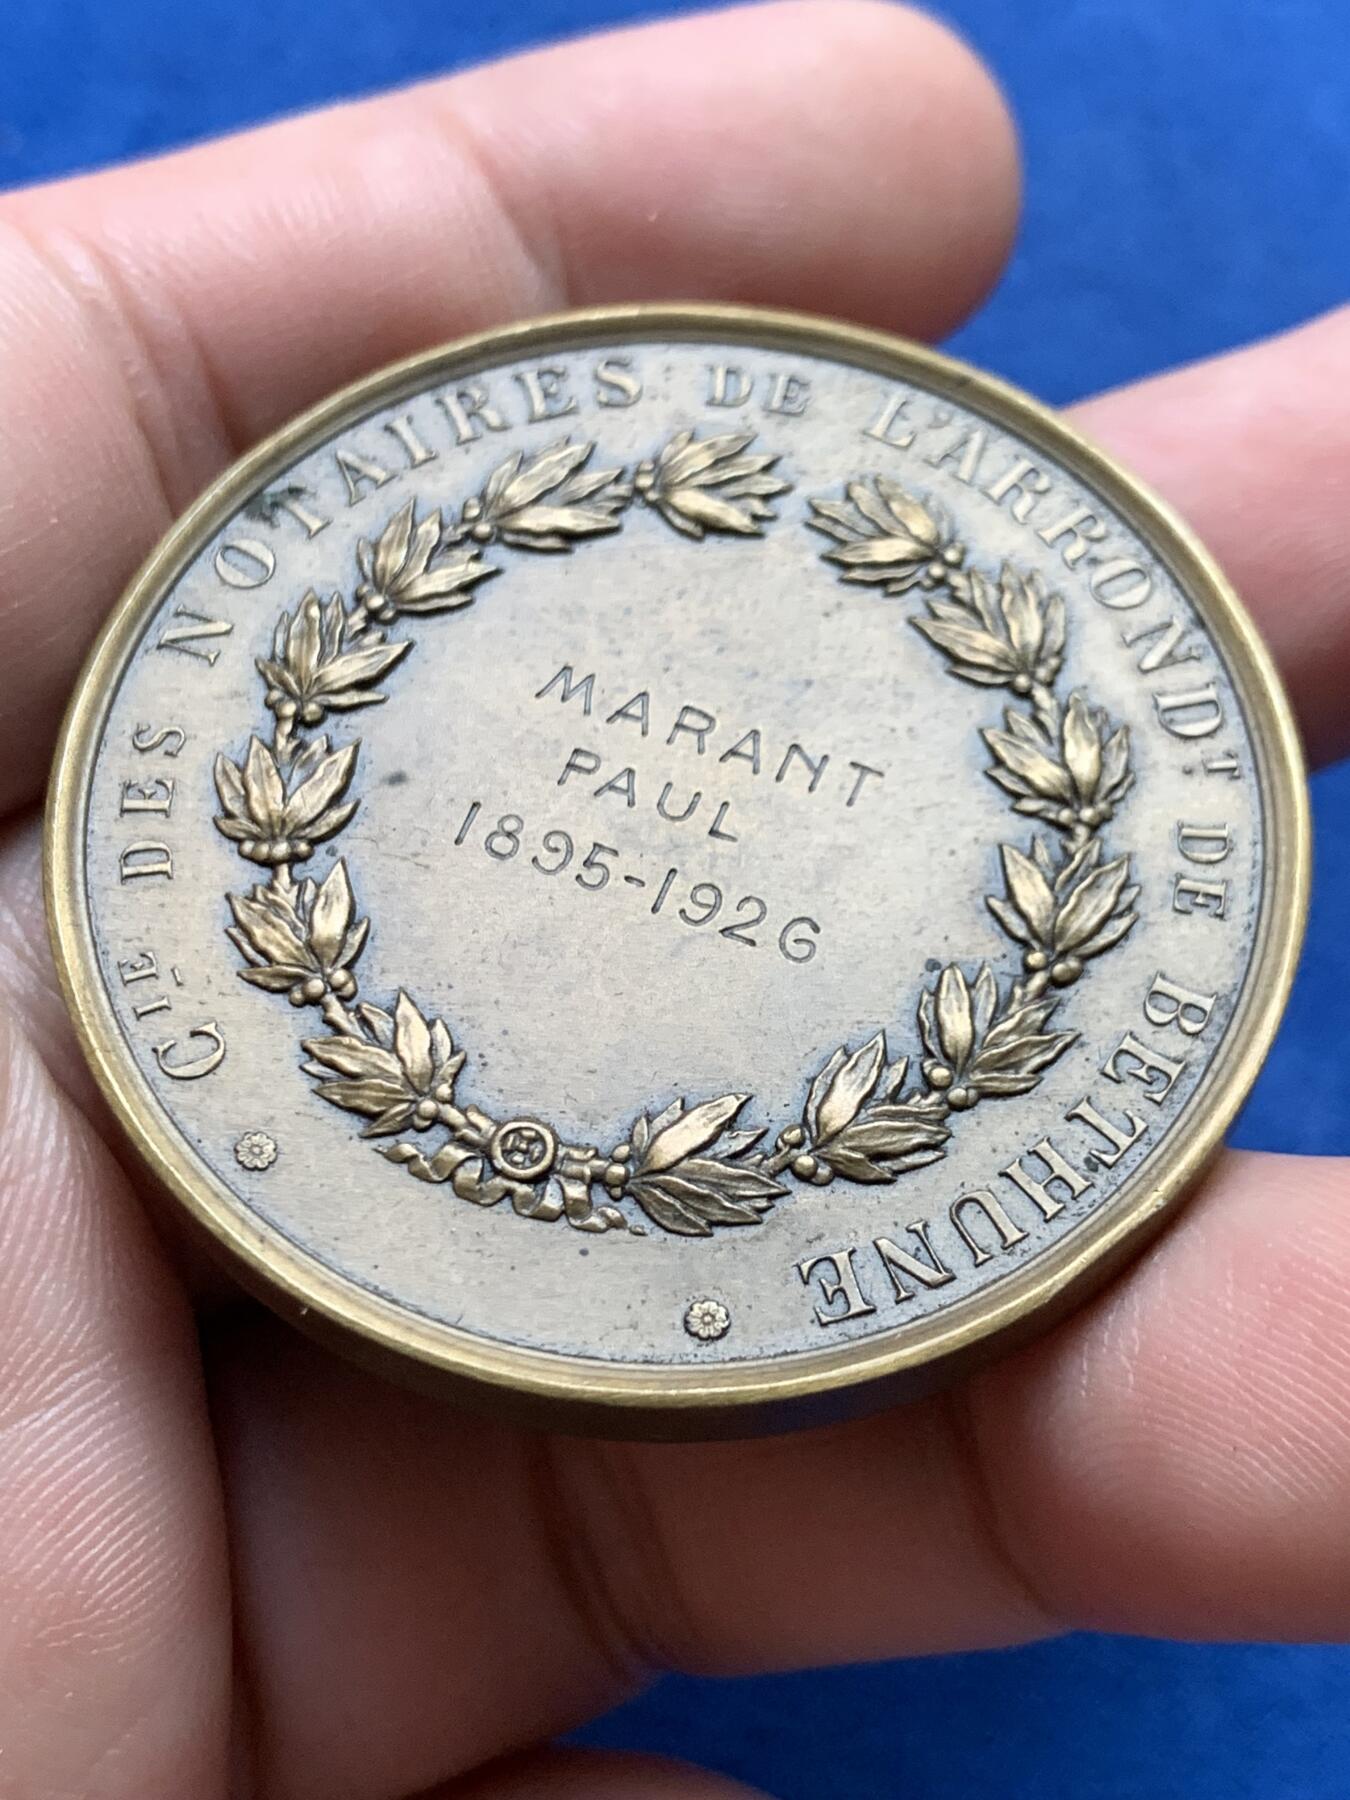 CIE DES NOTAIRES DE L'ARRONDT DE BETHUNE
MARANT
PAUL
1895-1926